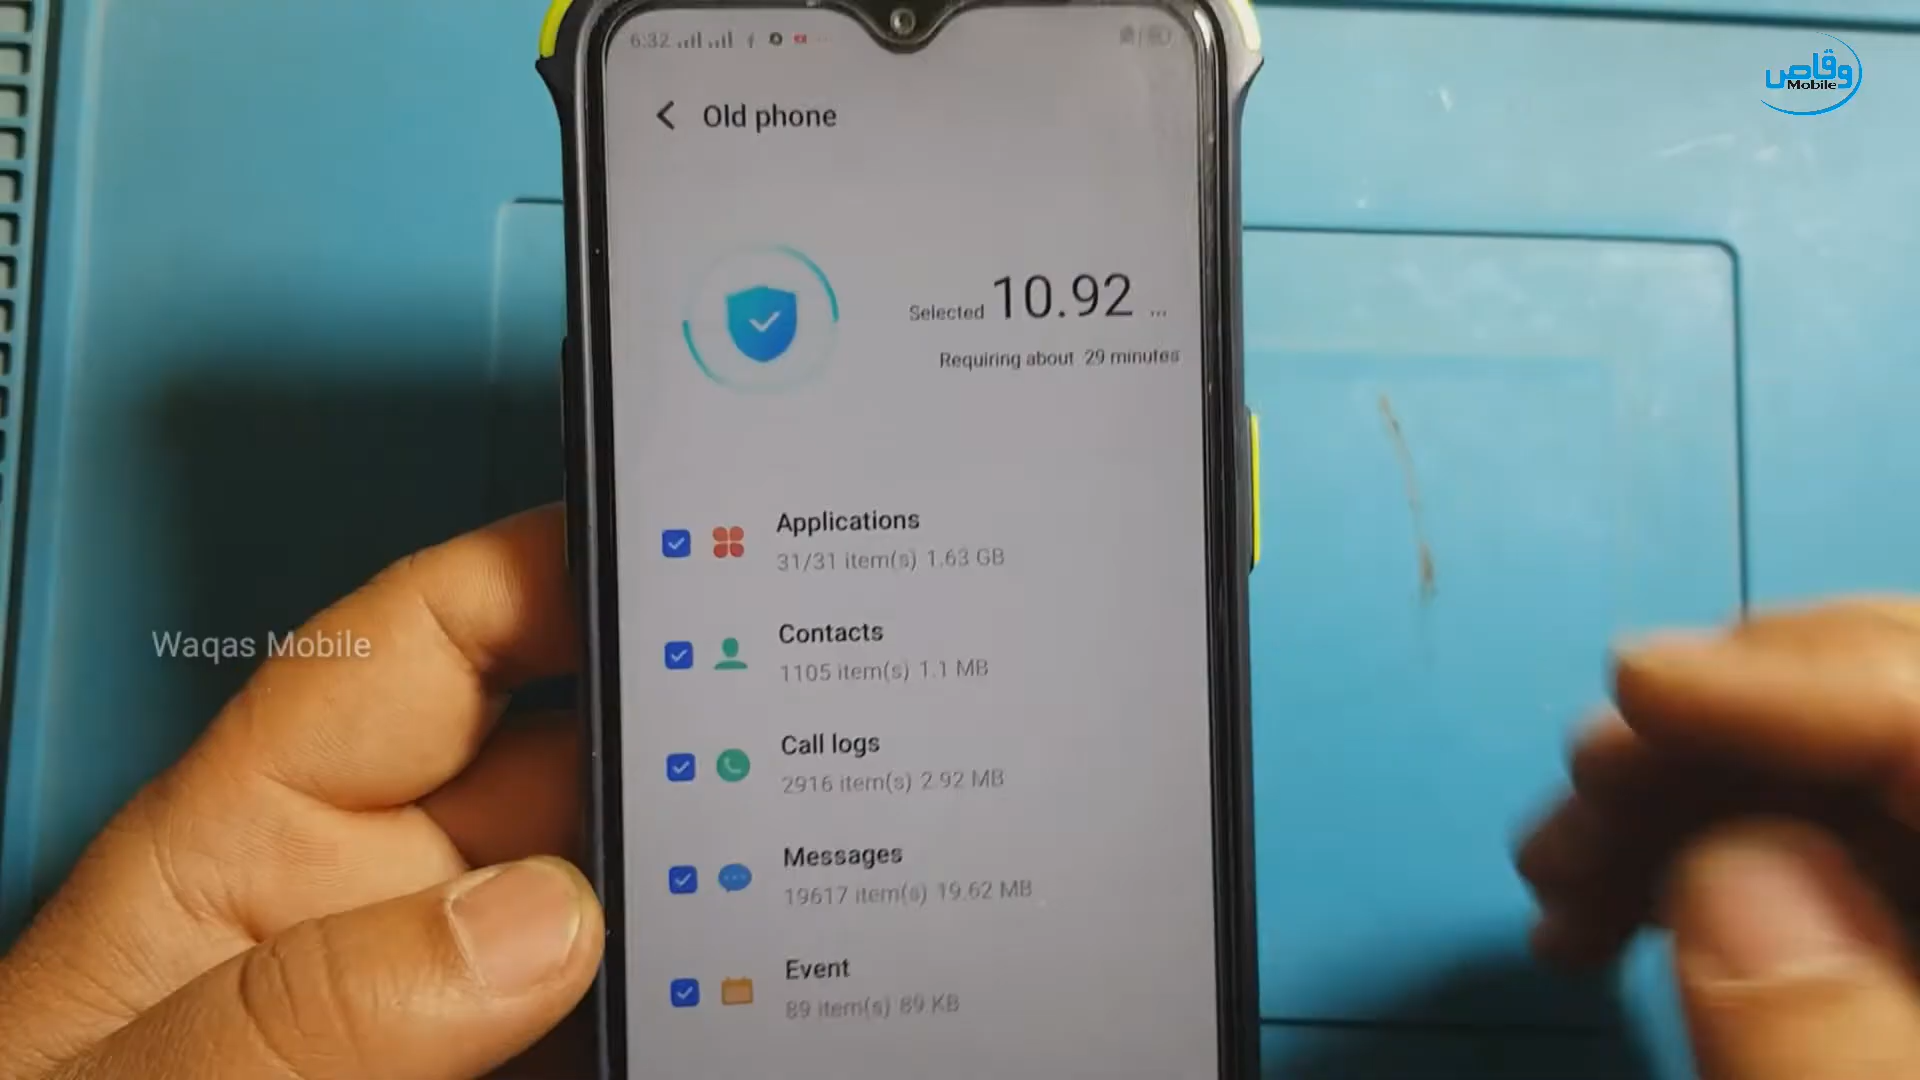 6:32
وقاص
Mobile
Old phone
Selected 10.92 ...
Requiring about 29 minutes
Applications
31/31 item(s) 1.63 GB
Waqas Mobile
Contacts
1105 item(s) 1.1 MB
Call logs
2916 item(s) 2.92 MB
Messages
19617 item(s) 19.62 MB
Event
89 item(s) 89 KB